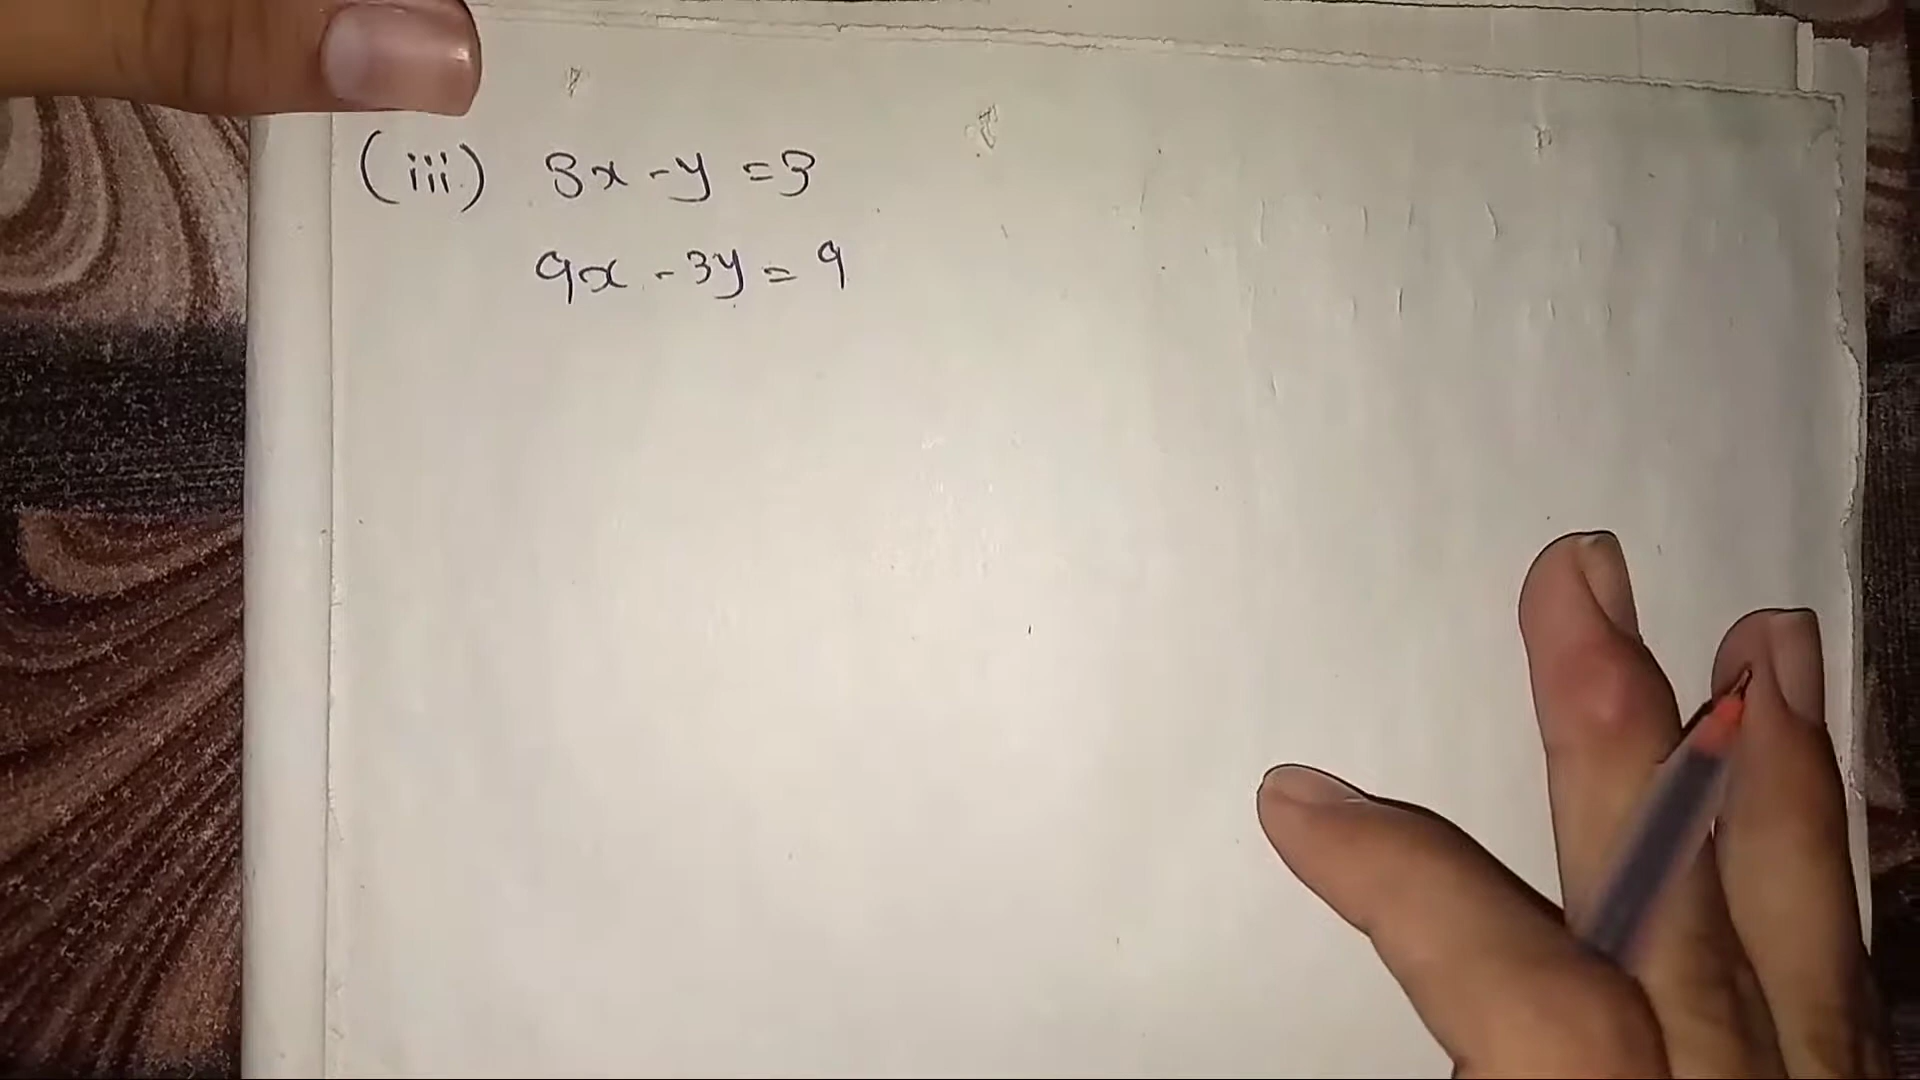 (iii) 3x - y = 3
9x - 3y = 9